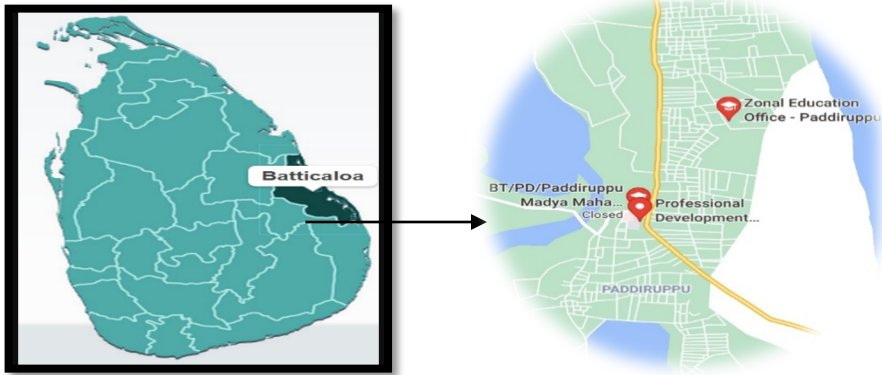 Batticaloa
Zonal Education
Office - Paddiruppu
BT/PD/Paddiruppu
Madya Maha...
Closed
Professional
Development...
PADDIRUPPU